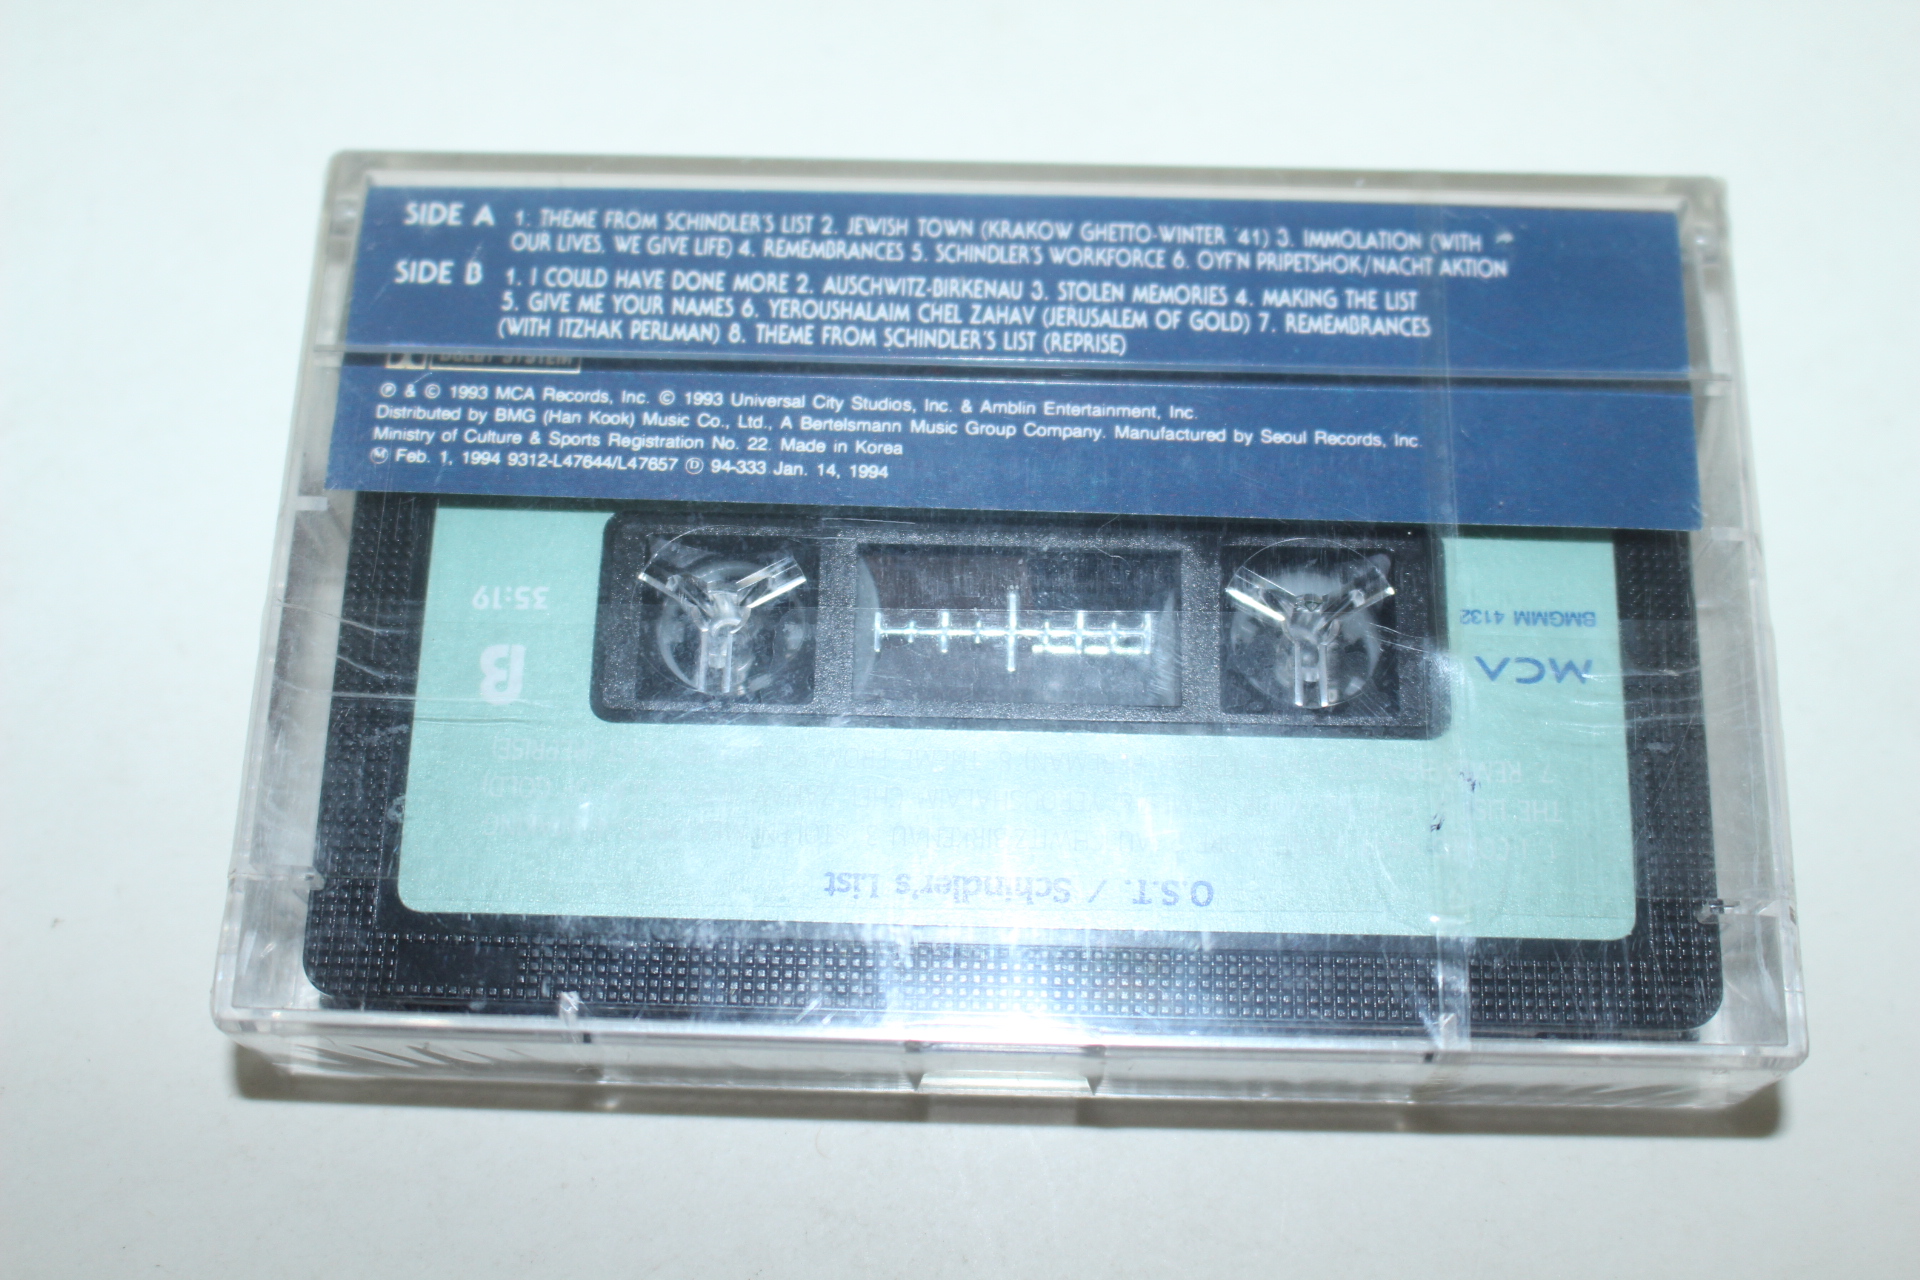 SIDE A 1. THEME FROM SCHINDLER'S LIST 2. JEWISH TOWN (KRAKOW GHETTO-WINTER '41) 3. IMMOLATION (WITH
OUR LIVES, WE GIVE LIFE) 4. REMEMBRANCES 5. SCHINDLER'S WORKFORCE 6. OYF'N PRIPETSHOK/NACHT AKTION
SIDE B 1. I COULD HAVE DONE MORE 2. AUSCHWITZ-BIRKENAU 3. STOLEN MEMORIES 4. MAKING THE LIST
5. GIVE ME YOUR NAMES 6. YEROUSHALAIM CHEL ZAHAV (JERUSALEM OF GOLD) 7. REMEMBRANCES
(WITH ITZHAK PERLMAN) 8. THEME FROM SCHINDLER'S LIST (REPRISE)
DOLBY SYSTEM
℗ & © 1993 MCA Records, Inc. © 1993 Universal City Studios, Inc. & Amblin Entertainment, Inc.
Distributed by BMG (Han Kook) Music Co., Ltd., A Bertelsmann Music Group Company. Manufactured by Seoul Records, Inc.
Ministry of Culture & Sports Registration No. 22. Made in Korea
Ⓜ Feb. 1, 1994 9312-L47644/L47657 Ⓓ 94-333 Jan. 14, 1994
35:19
B
BMGMM 4132
MCA
O.S.T. / Schindler's List